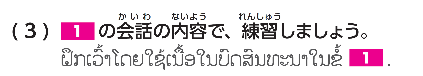 (３) 1 の会話の内容で、練習しましょう。
ຝຶກເວົ້າໂດຍໃຊ້ເນື້ອໃນບົດສົນທະນາໃນຂໍ້ 1 .